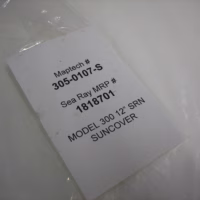 Maptech #
305-0107-S
Sea Ray MRP #
1818701
MODEL 300 12" SRN
SUNCOVER